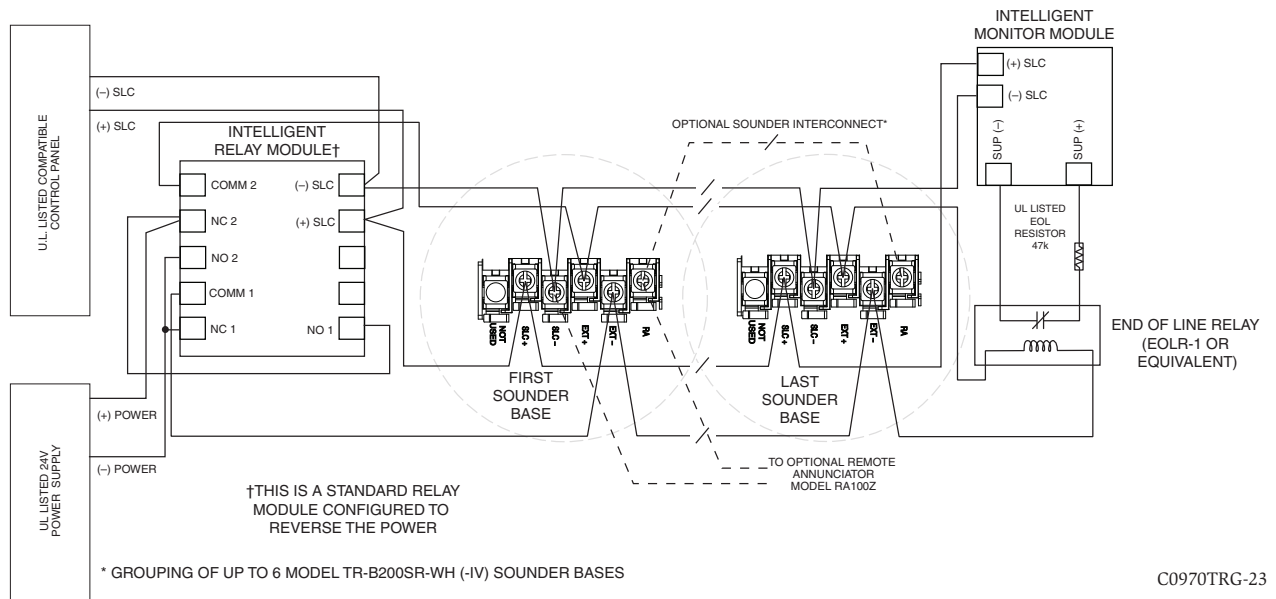 U.L. LISTED COMPATIBLE
CONTROL PANEL
(–) SLC
(+) SLC
INTELLIGENT
RELAY MODULE†
COMM 2
(–) SLC
NC 2
(+) SLC
NO 2
COMM 1
NC 1
NO 1
UL LISTED 24V
POWER SUPPLY
(+) POWER
(–) POWER
†THIS IS A STANDARD RELAY
MODULE CONFIGURED TO
REVERSE THE POWER
OPTIONAL SOUNDER INTERCONNECT*
NOT
USED
SLC +
SLC –
EXT +
EXT –
RA
FIRST
SOUNDER
BASE
NOT
USED
SLC +
SLC –
EXT +
EXT –
RA
LAST
SOUNDER
BASE
TO OPTIONAL REMOTE
ANNUNCIATOR
MODEL RA100Z
INTELLIGENT
MONITOR MODULE
(+) SLC
(–) SLC
SUP (–)
SUP (+)
UL LISTED
EOL
RESISTOR
47k
END OF LINE RELAY
(EOLR-1 OR
EQUIVALENT)
* GROUPING OF UP TO 6 MODEL TR-B200SR-WH (-IV) SOUNDER BASES
C0970TRG-23